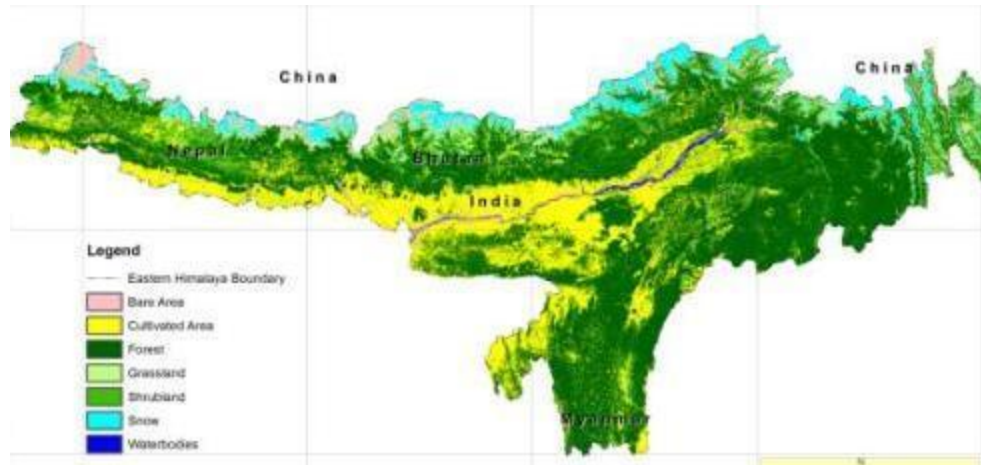 China
China
Nepal
Bhutan
India
Legend
Eastern Himalaya Boundary
Bare Area
Cultivated Area
Forest
Grassland
Shrubland
Snow
Waterbodies
Myanmar
N